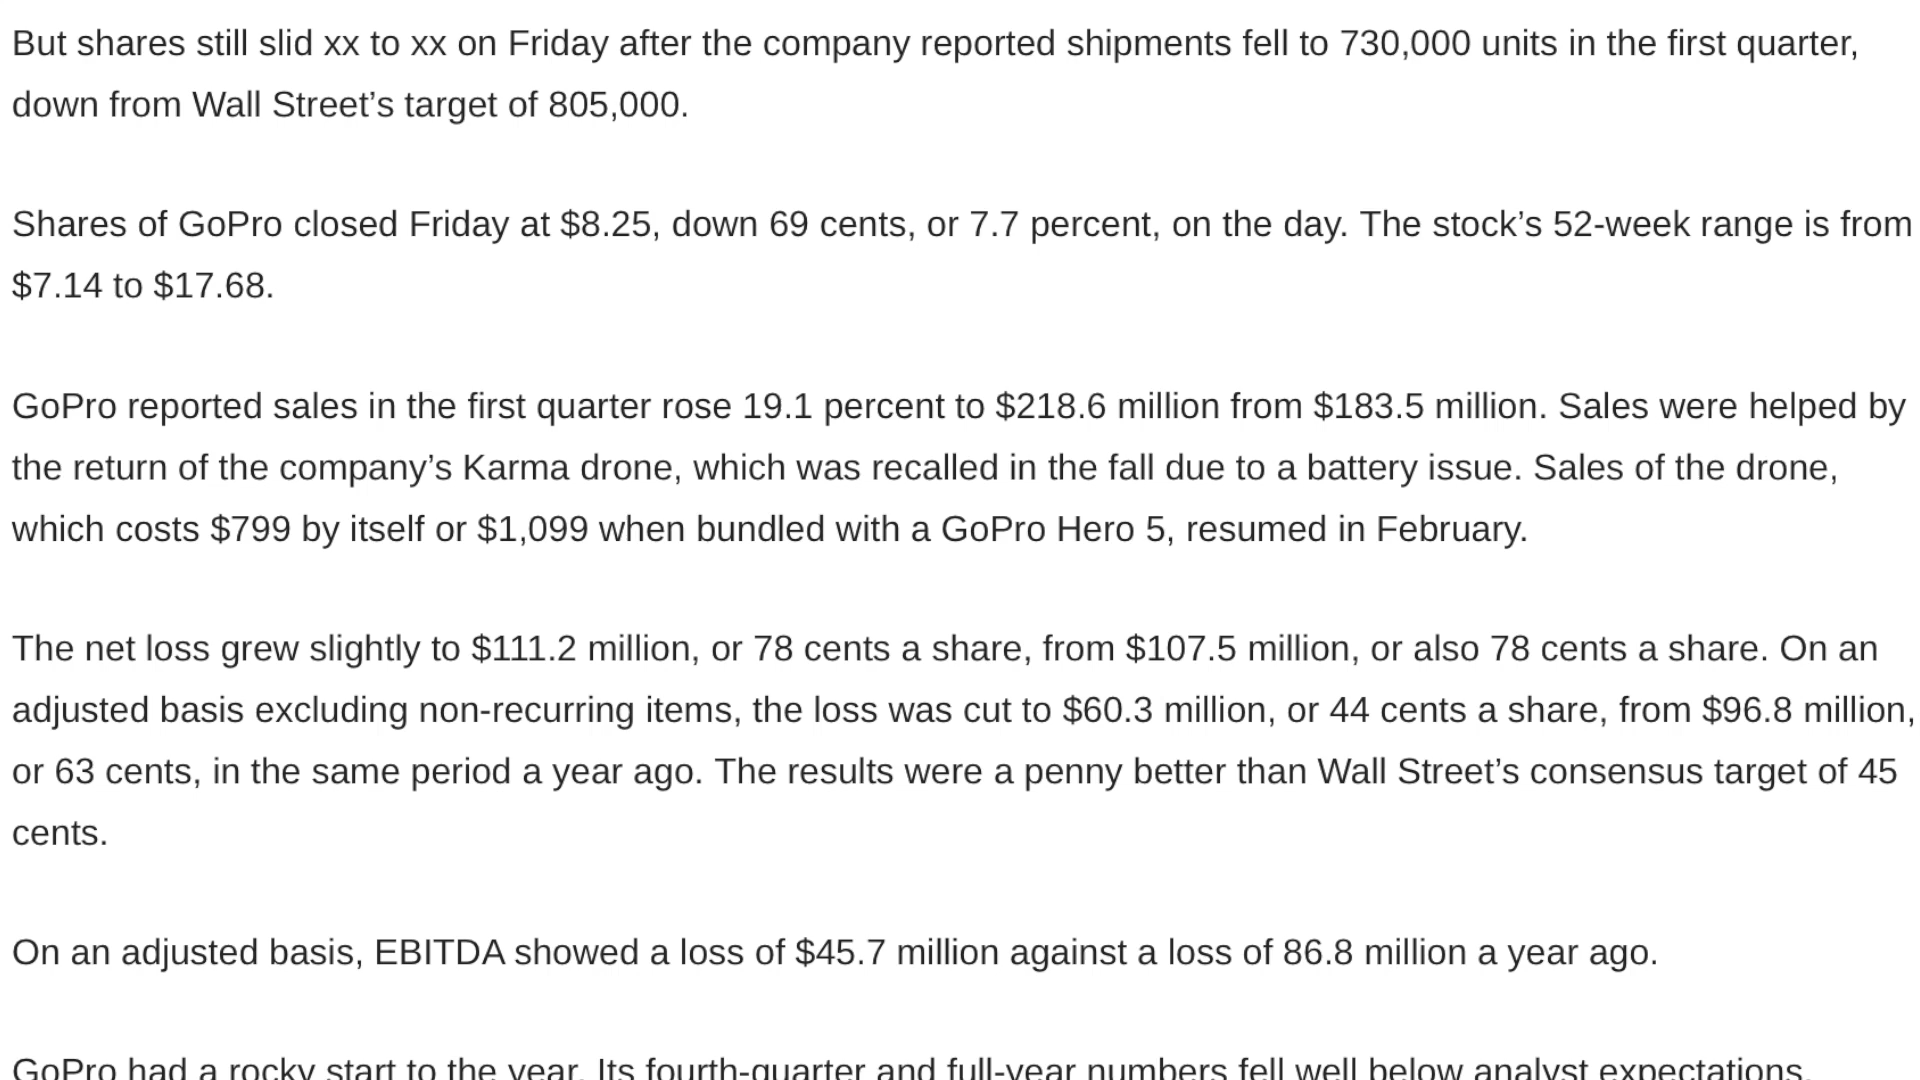 But shares still slid xx to xx on Friday after the company reported shipments fell to 730,000 units in the first quarter,
down from Wall Street’s target of 805,000.
Shares of GoPro closed Friday at $8.25, down 69 cents, or 7.7 percent, on the day. The stock’s 52-week range is from
$7.14 to $17.68.
GoPro reported sales in the first quarter rose 19.1 percent to $218.6 million from $183.5 million. Sales were helped by
the return of the company’s Karma drone, which was recalled in the fall due to a battery issue. Sales of the drone,
which costs $799 by itself or $1,099 when bundled with a GoPro Hero 5, resumed in February.
The net loss grew slightly to $111.2 million, or 78 cents a share, from $107.5 million, or also 78 cents a share. On an
adjusted basis excluding non-recurring items, the loss was cut to $60.3 million, or 44 cents a share, from $96.8 million,
or 63 cents, in the same period a year ago. The results were a penny better than Wall Street’s consensus target of 45
cents.
On an adjusted basis, EBITDA showed a loss of $45.7 million against a loss of 86.8 million a year ago.
GoPro had a rocky start to the year. Its fourth-quarter and full-year numbers fell well below analyst expectations.